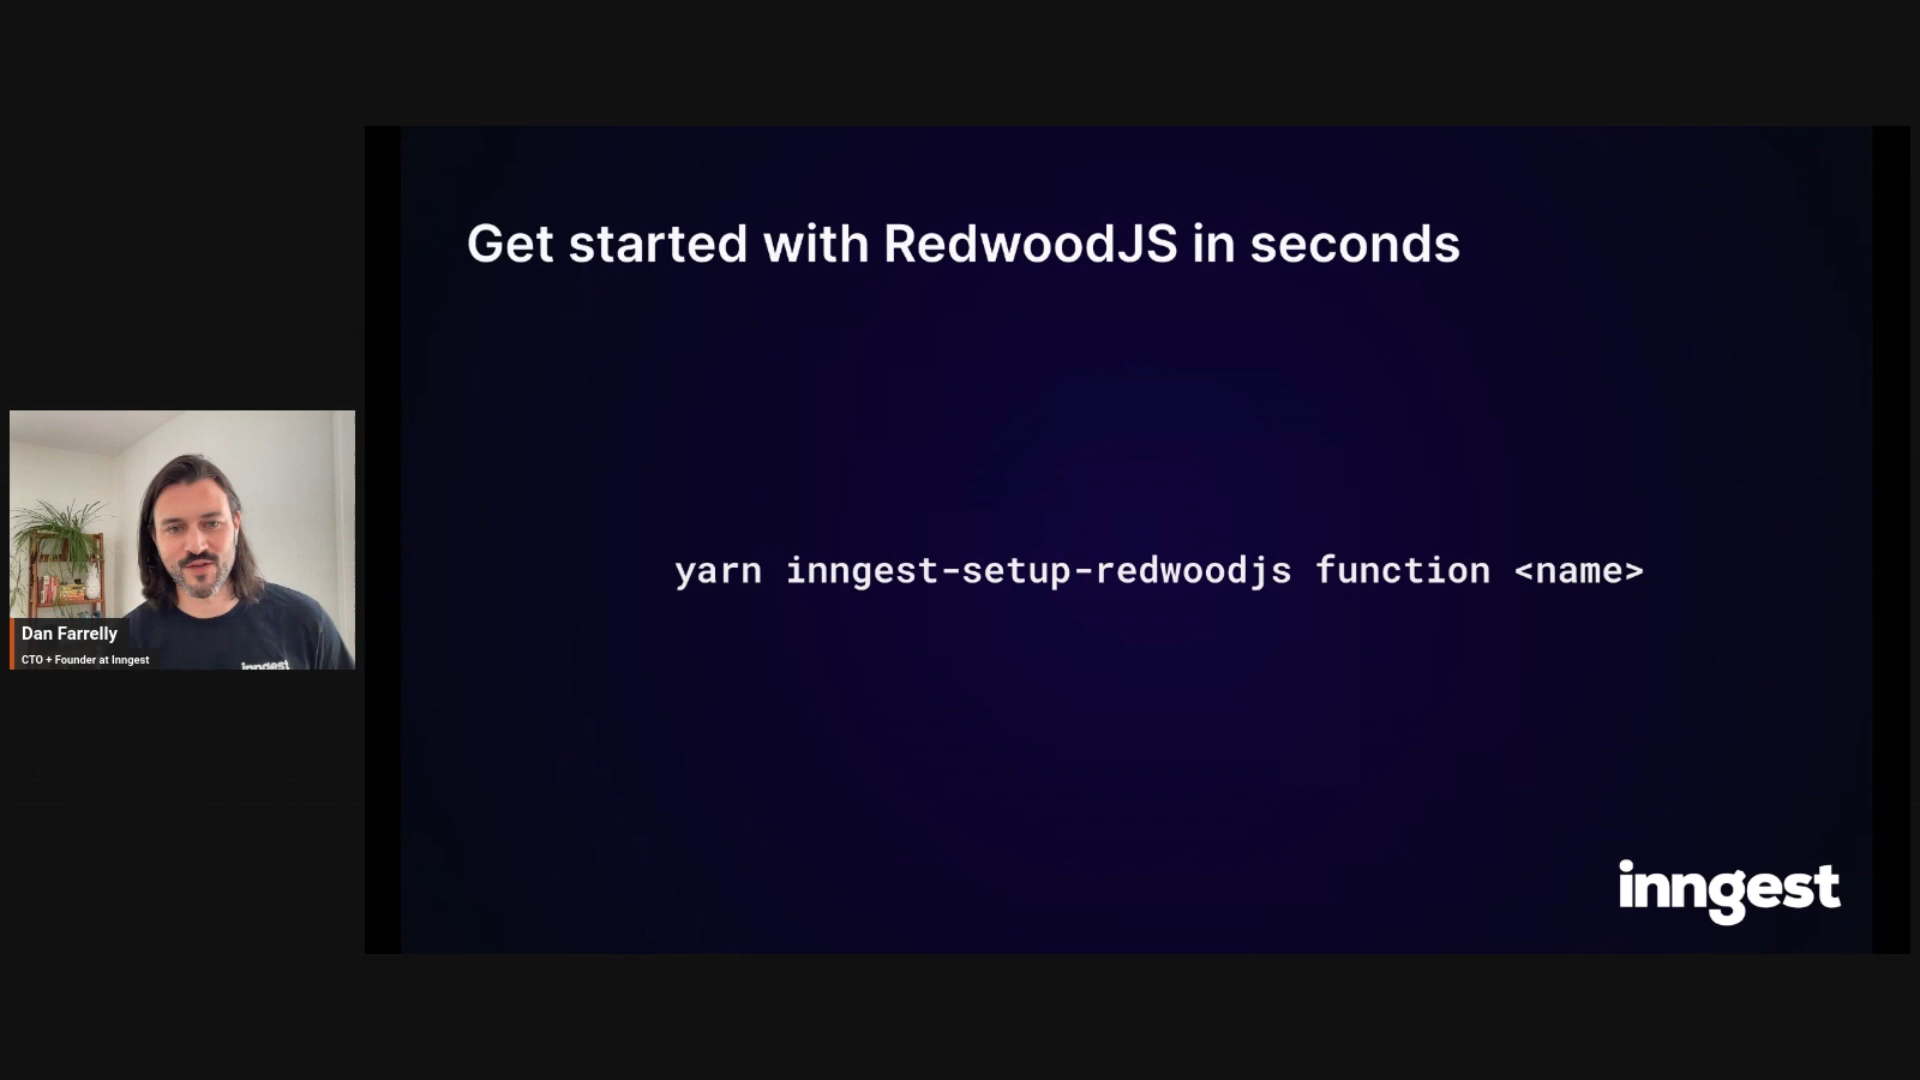 Get started with RedwoodJS in seconds
yarn inngest-setup-redwoodjs function <name>
Dan Farrelly
CTO + Founder at Inngest
inngest
inngest